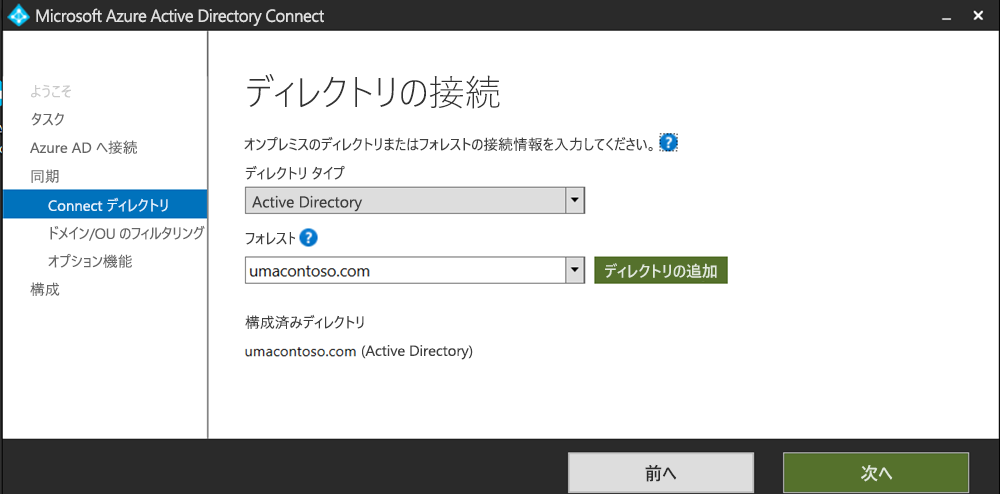 Microsoft Azure Active Directory Connect
ようこそ
タスク
Azure AD へ接続
同期
Connect ディレクトリ
ドメイン/OU のフィルタリング
オプション機能
構成
ディレクトリの接続
オンプレミスのディレクトリまたはフォレストの接続情報を入力してください。 ?
ディレクトリ タイプ
Active Directory
フォレスト ?
umacontoso.com
ディレクトリの追加
構成済みディレクトリ
umacontoso.com (Active Directory)
前へ
次へ